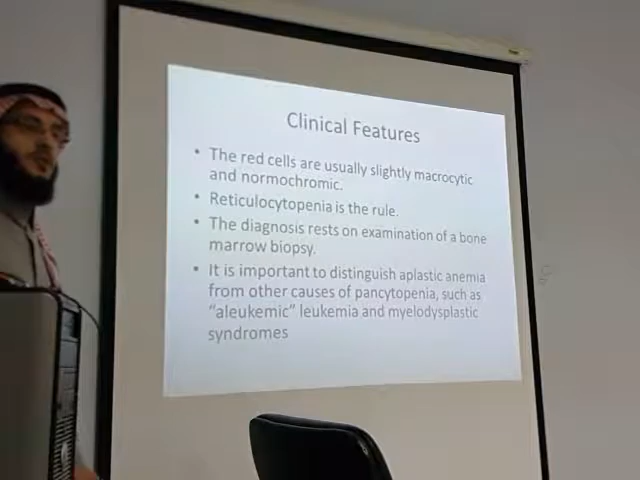 Clinical Features
• The red cells are usually slightly macrocytic
and normochromic.
• Reticulocytopenia is the rule.
• The diagnosis rests on examination of a bone
marrow biopsy.
• It is important to distinguish aplastic anemia
from other causes of pancytopenia, such as
“aleukemic” leukemia and myelodysplastic
syndromes